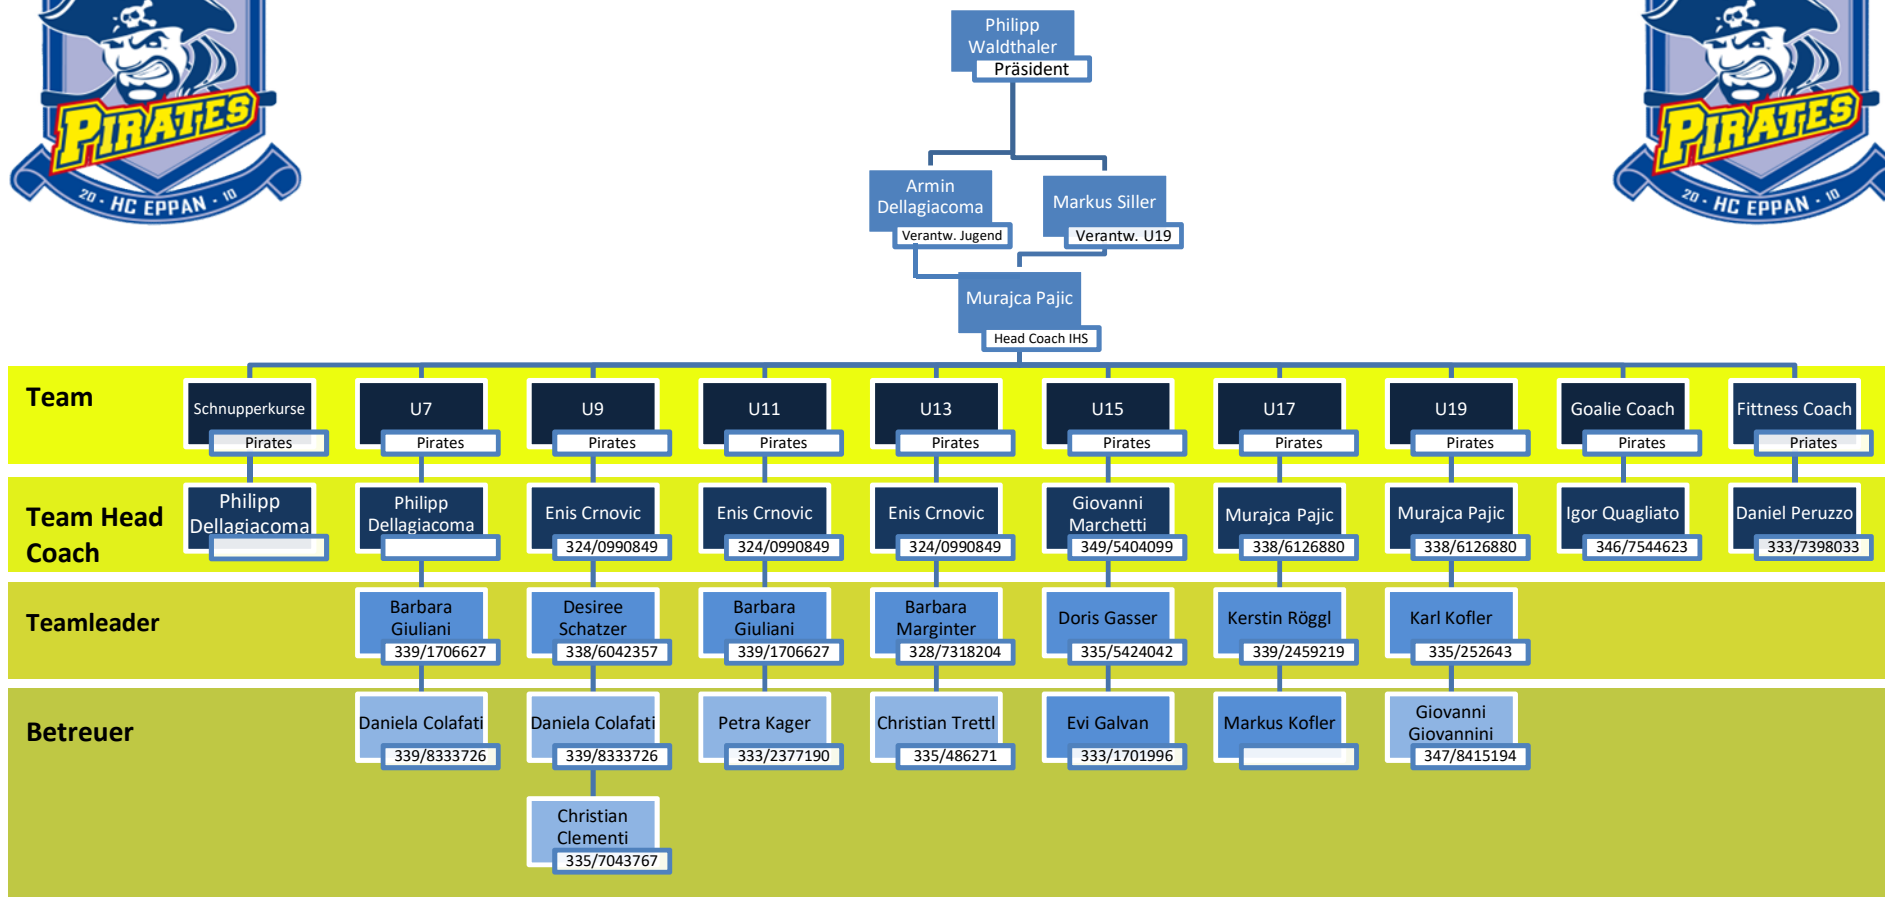 PIRATES
20 - HC EPPAN - 10
PIRATES
20 - HC EPPAN - 10
Philipp
Waldthaler
Präsident
Armin
Dellagiacoma
Verantw. Jugend
Markus Siller
Verantw. U19
Murajca Pajic
Head Coach IHS
Team
Schnupperkurse
Pirates
U7
Pirates
U9
Pirates
U11
Pirates
U13
Pirates
U15
Pirates
U17
Pirates
U19
Pirates
Goalie Coach
Pirates
Fittness Coach
Priates
Team Head
Coach
Philipp
Dellagiacoma
Philipp
Dellagiacoma
Enis Crnovic
324/0990849
Enis Crnovic
324/0990849
Enis Crnovic
324/0990849
Giovanni
Marchetti
349/5404099
Murajca Pajic
338/6126880
Murajca Pajic
338/6126880
Igor Quagliato
346/7544623
Daniel Peruzzo
333/7398033
Teamleader
Barbara
Giuliani
339/1706627
Desiree
Schatzer
338/6042357
Barbara
Giuliani
339/1706627
Barbara
Marginter
328/7318204
Doris Gasser
335/5424042
Kerstin Röggl
339/2459219
Karl Kofler
335/252643
Betreuer
Daniela Colafati
339/8333726
Daniela Colafati
339/8333726
Petra Kager
333/2377190
Christian Trettl
335/486271
Evi Galvan
333/1701996
Markus Kofler
Giovanni
Giovannini
347/8415194
Christian
Clementi
335/7043767